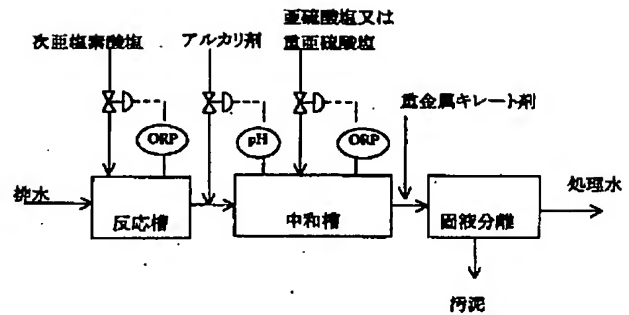 亜硫酸塩又は
次亜塩素酸塩 アルカリ剤 重亜硫酸塩
重金属キレート剤
ORP pH ORP
排水 処理水
反応槽 中和槽 固液分離
汚泥